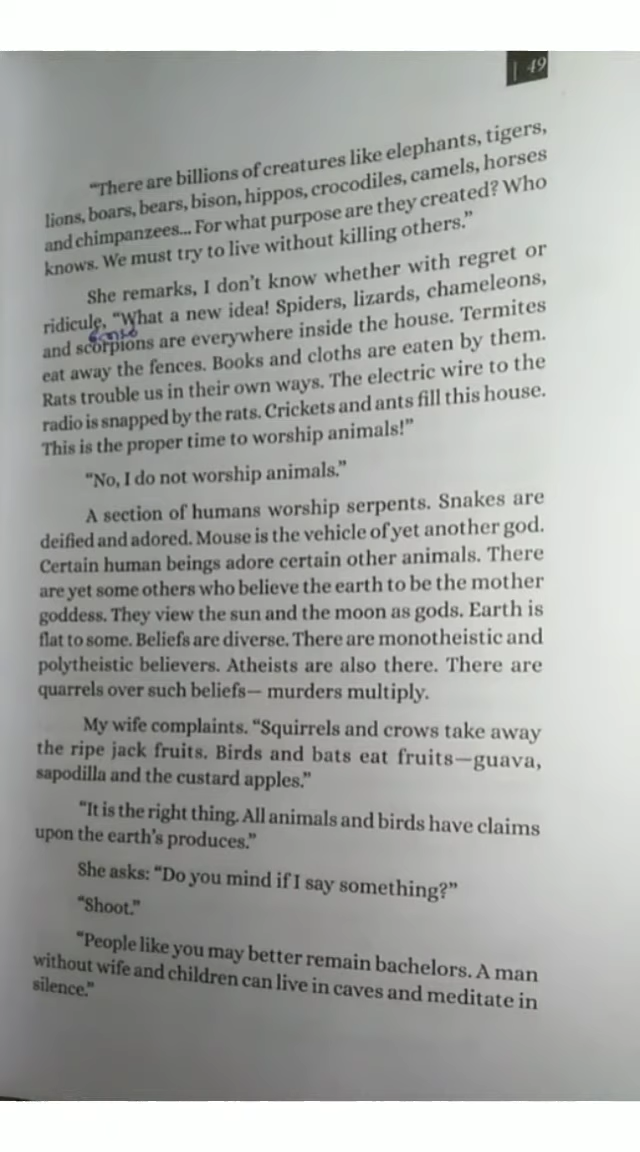 | 49
“There are billions of creatures like elephants, tigers,
lions, boars, bears, bison, hippos, crocodiles, camels, horses
and chimpanzees... For what purpose are they created? Who
knows. We must try to live without killing others.”
She remarks, I don’t know whether with regret or
ridicule, “What a new idea! Spiders, lizards, chameleons,
and scorpions are everywhere inside the house. Termites
eat away the fences. Books and cloths are eaten by them.
Rats trouble us in their own ways. The electric wire to the
radio is snapped by the rats. Crickets and ants fill this house.
This is the proper time to worship animals!”
“No, I do not worship animals.”
A section of humans worship serpents. Snakes are
deified and adored. Mouse is the vehicle of yet another god.
Certain human beings adore certain other animals. There
are yet some others who believe the earth to be the mother
goddess. They view the sun and the moon as gods. Earth is
flat to some. Beliefs are diverse. There are monotheistic and
polytheistic believers. Atheists are also there. There are
quarrels over such beliefs— murders multiply.
My wife complaints. “Squirrels and crows take away
the ripe jack fruits. Birds and bats eat fruits—guava,
sapodilla and the custard apples.”
“It is the right thing. All animals and birds have claims
upon the earth’s produces.”
She asks: “Do you mind if I say something?”
“Shoot.”
“People like you may better remain bachelors. A man
without wife and children can live in caves and meditate in
silence.”